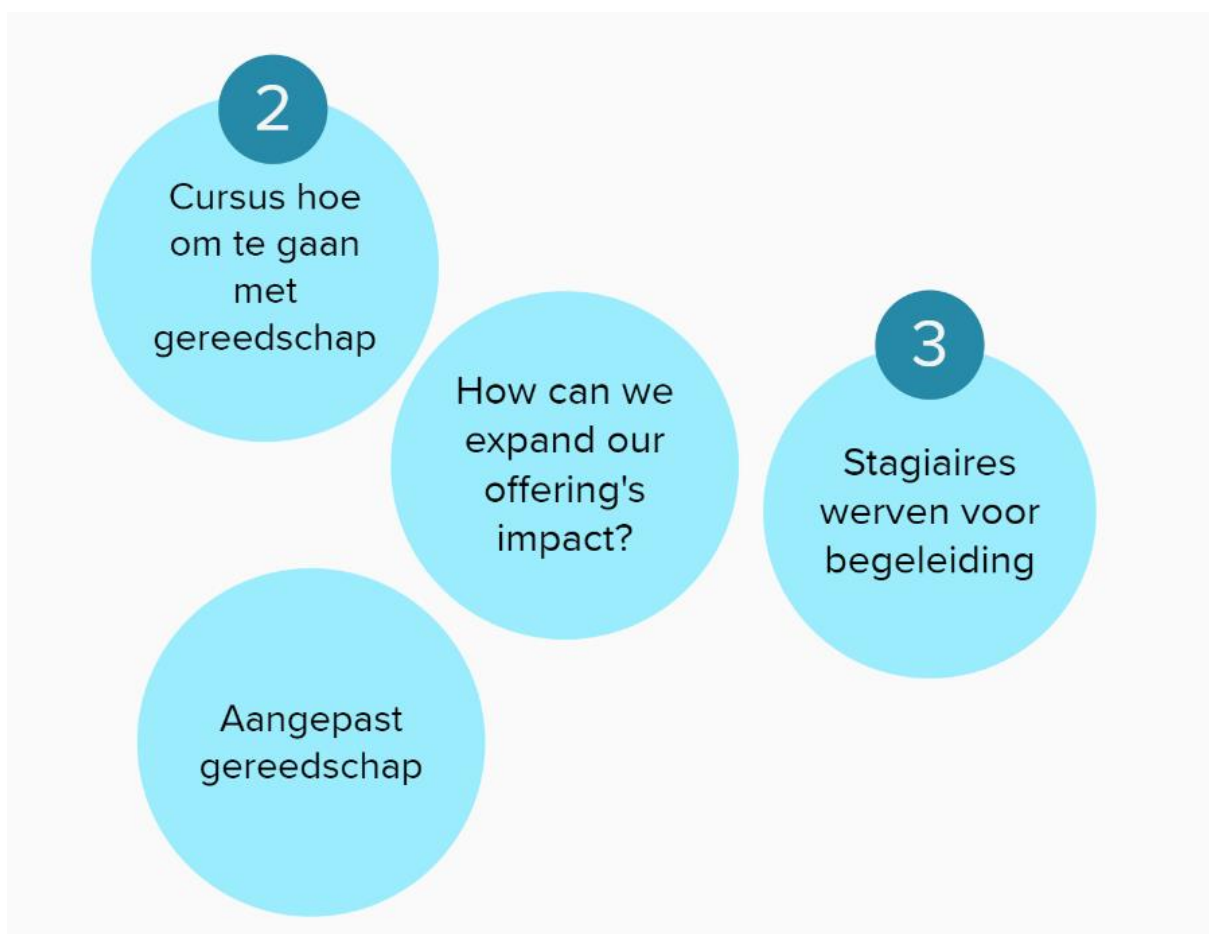 2
Cursus hoe
om te gaan
met
gereedschap
How can we
expand our
offering's
impact?
3
Stagiaires
werven voor
begeleiding
Aangepast
gereedschap